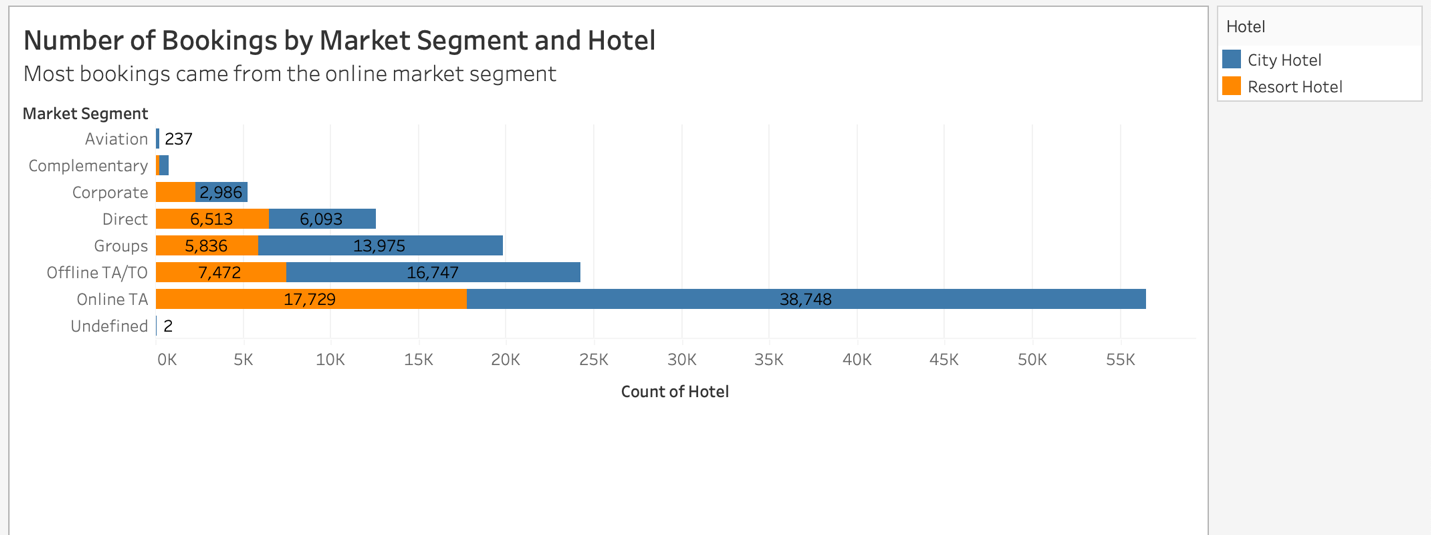 Number of Bookings by Market Segment and Hotel
Most bookings came from the online market segment
Market Segment
Aviation 237
Complementary
Corporate 2,986
Direct 6,513 6,093
Groups 5,836 13,975
Offline TA/TO 7,472 16,747
Online TA 17,729 38,748
Undefined 2
0K 5K 10K 15K 20K 25K 30K 35K 40K 45K 50K 55K
Count of Hotel
Hotel
City Hotel
Resort Hotel